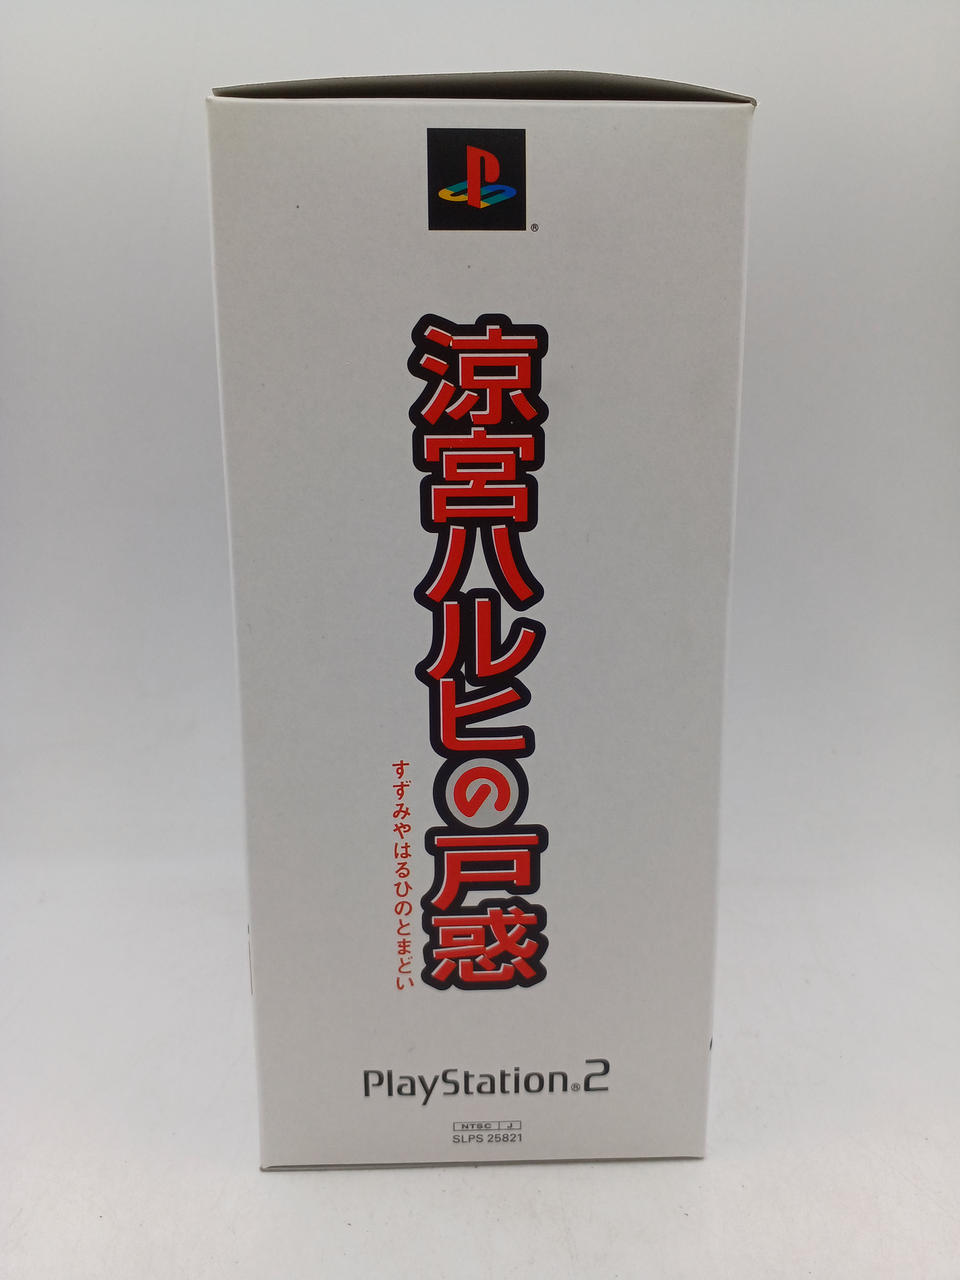 ®
涼宮ハルヒの戸惑
すずみやはるひのとまどい
PlayStation®2
NTSC J
SLPS 25821